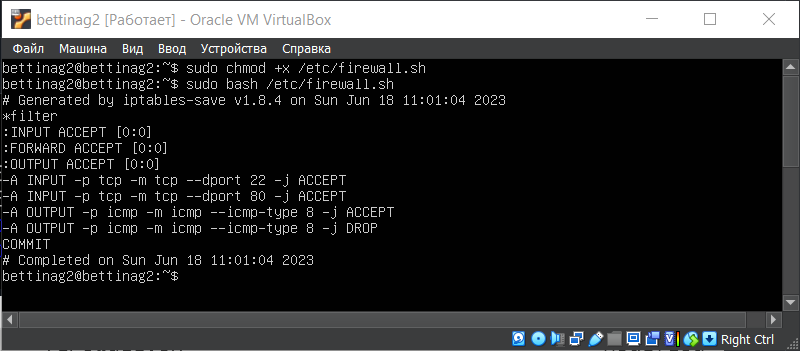 bettinag2 [Работает] - Oracle VM VirtualBox
Файл Машина Вид Ввод Устройства Справка
bettinag2@bettinag2:~$ sudo chmod +x /etc/firewall.sh
bettinag2@bettinag2:~$ sudo bash /etc/firewall.sh
# Generated by iptables-save v1.8.4 on Sun Jun 18 11:01:04 2023
*filter
:INPUT ACCEPT [0:0]
:FORWARD ACCEPT [0:0]
:OUTPUT ACCEPT [0:0]
-A INPUT -p tcp -m tcp --dport 22 -j ACCEPT
-A INPUT -p tcp -m tcp --dport 80 -j ACCEPT
-A OUTPUT -p icmp -m icmp --icmp-type 8 -j ACCEPT
-A OUTPUT -p icmp -m icmp --icmp-type 8 -j DROP
COMMIT
# Completed on Sun Jun 18 11:01:04 2023
bettinag2@bettinag2:~$
Right Ctrl